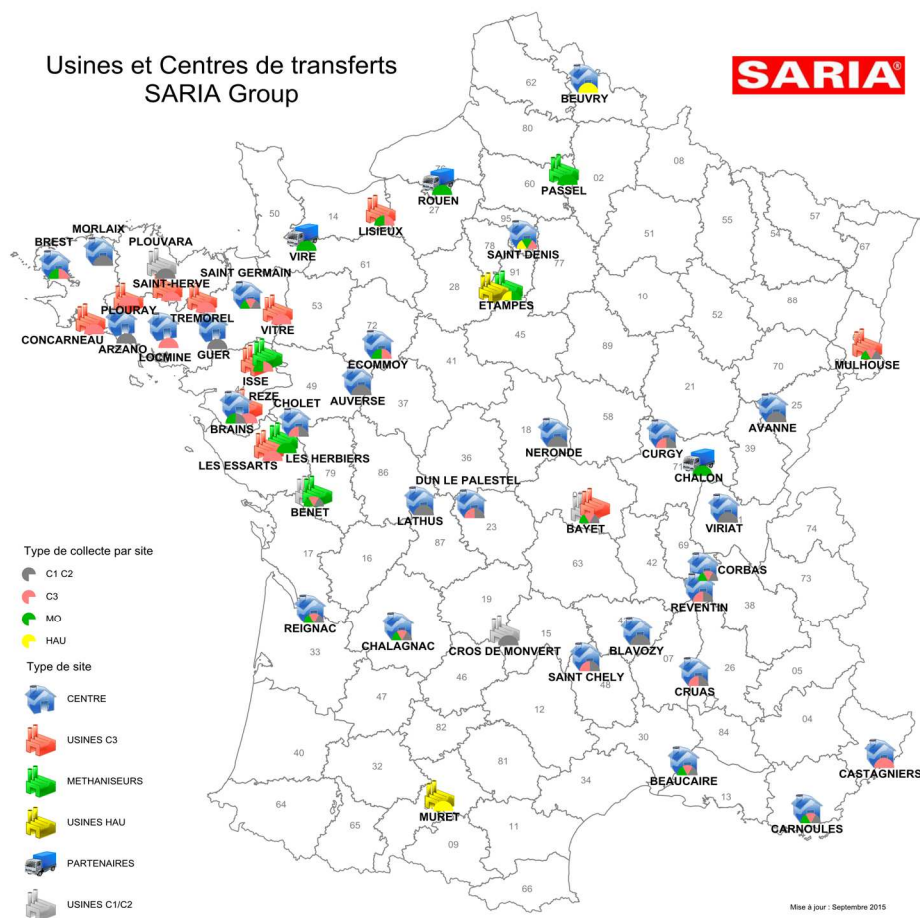 Usines et Centres de transferts
SARIA Group
SARIA®
62
BEUVRY
80
08
76
ROUEN
60
PASSEL
02
27
50
14
LISIEUX
VIRE
95
78
SAINT DENIS
77
91
51
55
54
57
67
MORLAIX
BREST
29
PLOUVARA
SAINT GERMAIN
SAINT-HERVE
PLOURAY
TREMOREL
VITRE
CONCARNEAU
ARZANO
LOCMINE
GUER
61
53
28
ETAMPES
10
52
88
72
ECOMMOY
45
41
89
70
MULHOUSE
ISSE
49
AUVERSE
37
REZE
CHOLET
BRAINS
LES ESSARTS
LES HERBIERS
18
NERONDE
58
21
CURGY
71
CHALON
25
AVANNE
39
79
86
36
DUN LE PALESTEL
BENET
LATHUS
23
BAYET
VIRIAT
74
87
17
16
63
42
69
CORBAS
73
REVENTIN
38
19
REIGNAC
33
CHALAGNAC
CROS DE MONVERT
15
BLAVOZY
SAINT CHELY
48
07
CRUAS
26
05
46
47
12
82
30
84
04
40
32
81
34
BEAUCAIRE
13
CASTAGNIERS
CARNOULES
64
65
MURET
11
09
66
Type de collecte par site
C1 C2
C3
MO
HAU
Type de site
CENTRE
USINES C3
METHANISEURS
USINES HAU
PARTENAIRES
USINES C1/C2
Mise à jour : Septembre 2015